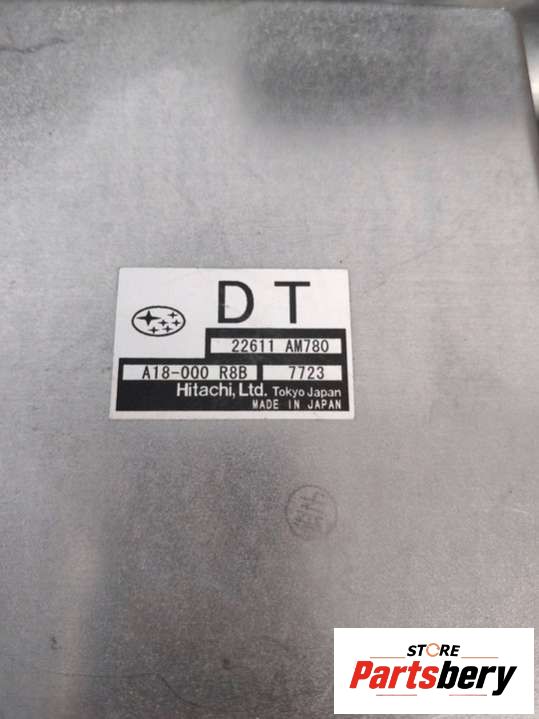 DT
22611 AM780
A18-000 R8B 7723
Hitachi, Ltd. Tokyo Japan
MADE IN JAPAN
STORE
Partsbery